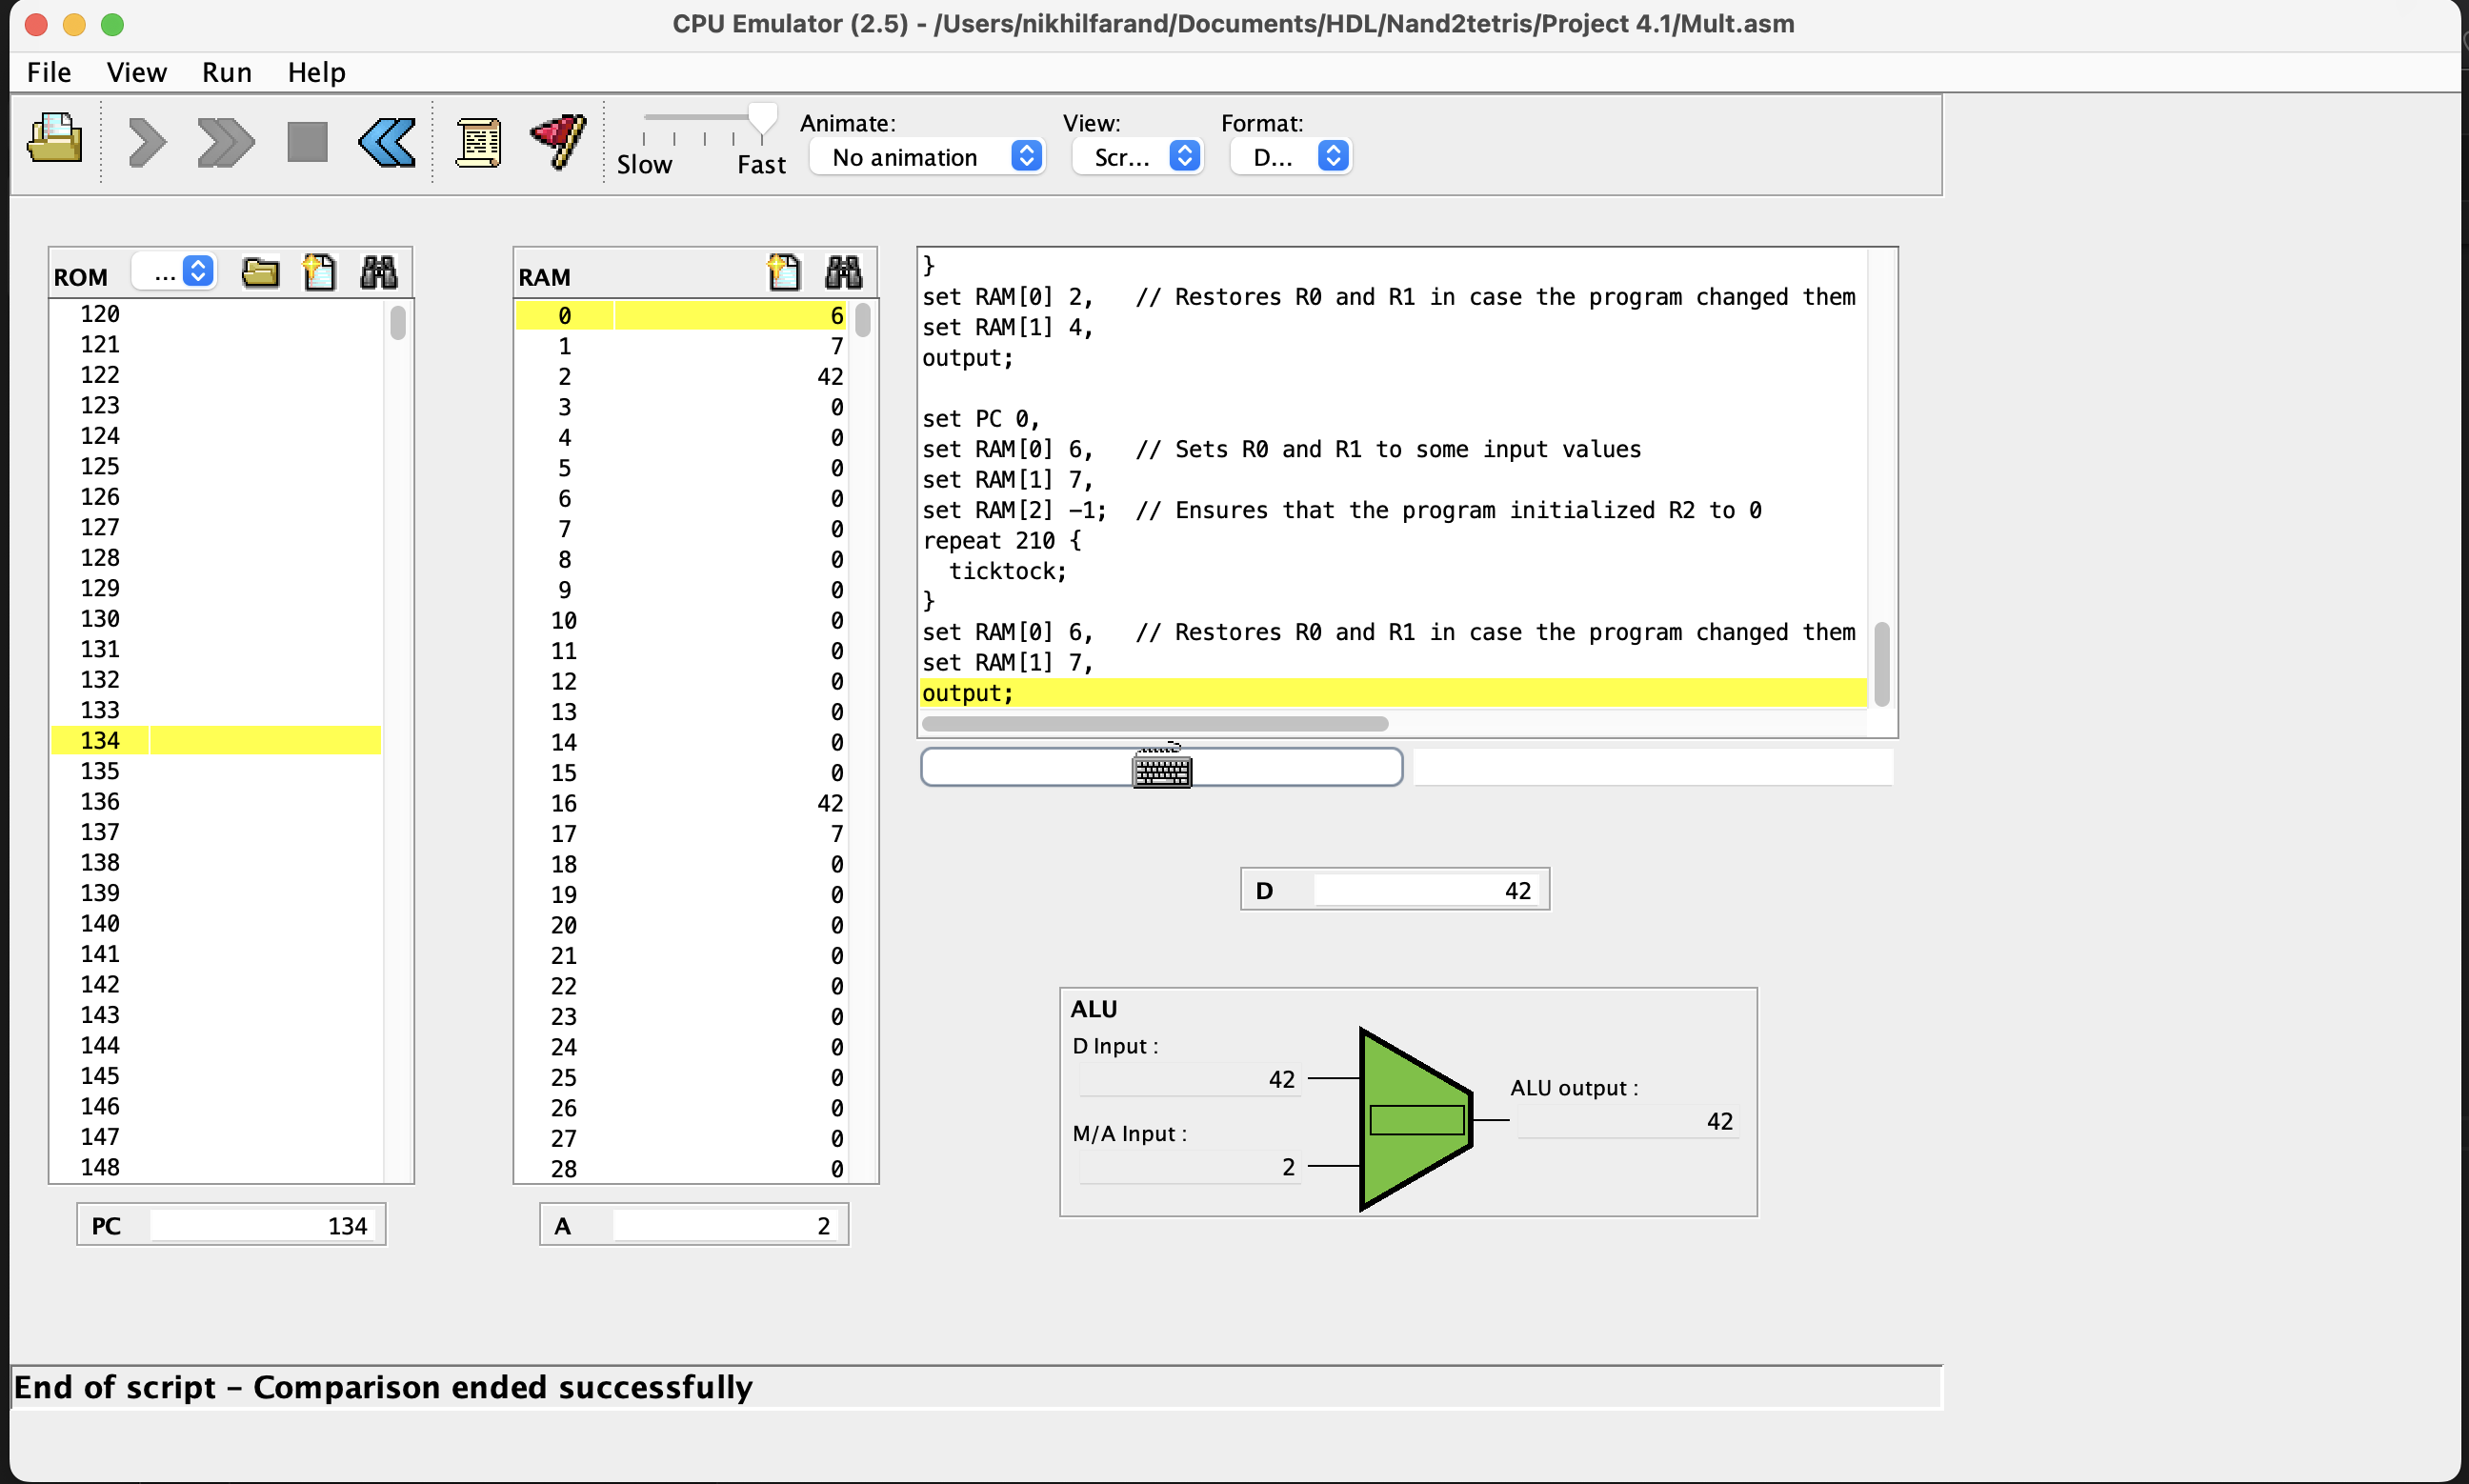 CPU Emulator (2.5) - /Users/nikhilfarand/Documents/HDL/Nand2tetris/Project 4.1/Mult.asm
File View Run Help
Slow Fast
Animate:
No animation
View:
Scr...
Format:
D...
ROM ...
120
121
122
123
124
125
126
127
128
129
130
131
132
133
134
135
136
137
138
139
140
141
142
143
144
145
146
147
148
PC 134
RAM
0 6
1 7
2 42
3 0
4 0
5 0
6 0
7 0
8 0
9 0
10 0
11 0
12 0
13 0
14 0
15 0
16 42
17 7
18 0
19 0
20 0
21 0
22 0
23 0
24 0
25 0
26 0
27 0
28 0
A 2
}
set RAM[0] 2,   // Restores R0 and R1 in case the program changed them
set RAM[1] 4,
output;
set PC 0,
set RAM[0] 6,   // Sets R0 and R1 to some input values
set RAM[1] 7,
set RAM[2] -1;  // Ensures that the program initialized R2 to 0
repeat 210 {
  ticktock;
}
set RAM[0] 6,   // Restores R0 and R1 in case the program changed them
set RAM[1] 7,
output;
D 42
ALU
D Input :
42
M/A Input :
2
ALU output :
42
End of script - Comparison ended successfully